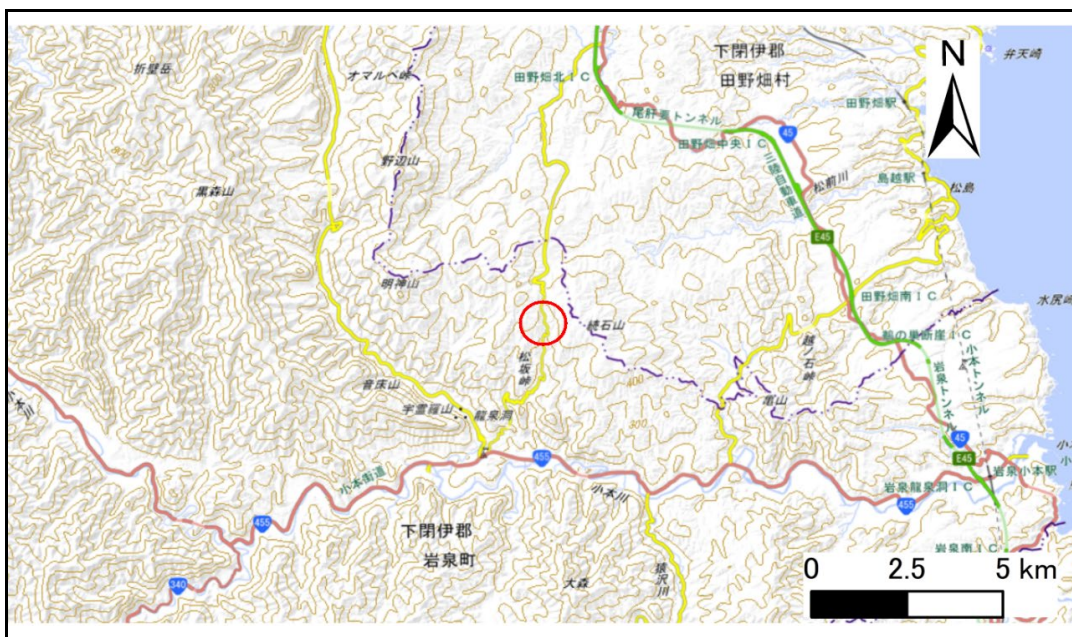 折壁岳
オマルペ峠
田野畑北IC
下閉伊郡
田野畑村
弁天崎
N
田野畑駅
尾肝要トンネル
45
田野畑中央IC
松前川
三陸自動車道
島越駅
松島
野辺山
黒森山
E45
明神山
田野畑南IC
水尻崎
続石山
鵜の巣断崖IC
越ノ石峠
小本トンネル
松坂峠
400
音床山
亀山
岩泉トンネル
小本川
宇霊羅山
龍泉洞
300
45
455
E45
小本街道
岩泉小本駅
小本川
岩泉龍泉洞IC
455
455
下閉伊郡
岩泉町
岩泉南IC
猿沢川
大森
340
0
2.5
5 km